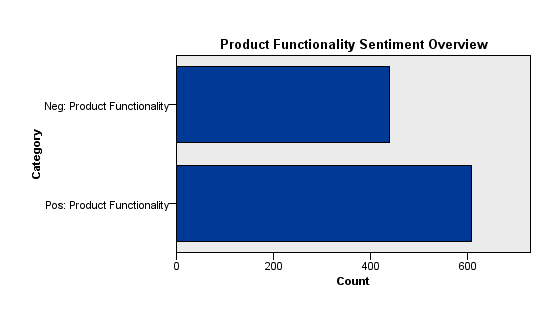 Product Functionality Sentiment Overview
Neg: Product Functionality
Category
Pos: Product Functionality
0 200 400 600
Count